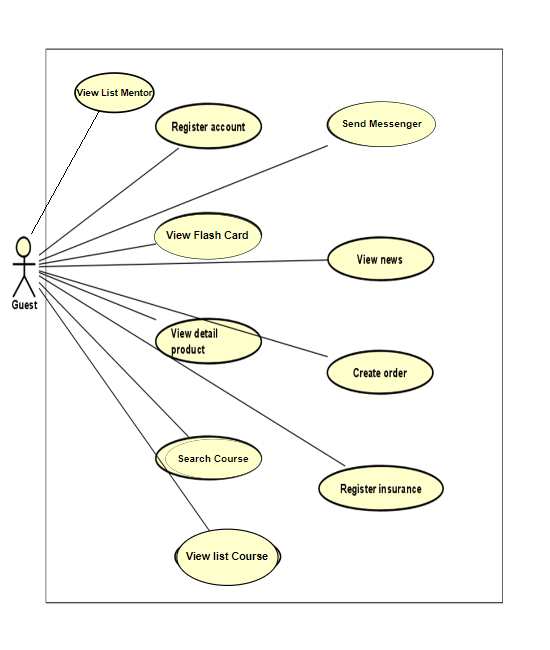 View List Mentor
Register account
Send Messenger
View Flash Card
View news
Guest
View detail
product
Create order
Search Course
Register insurance
View list Course